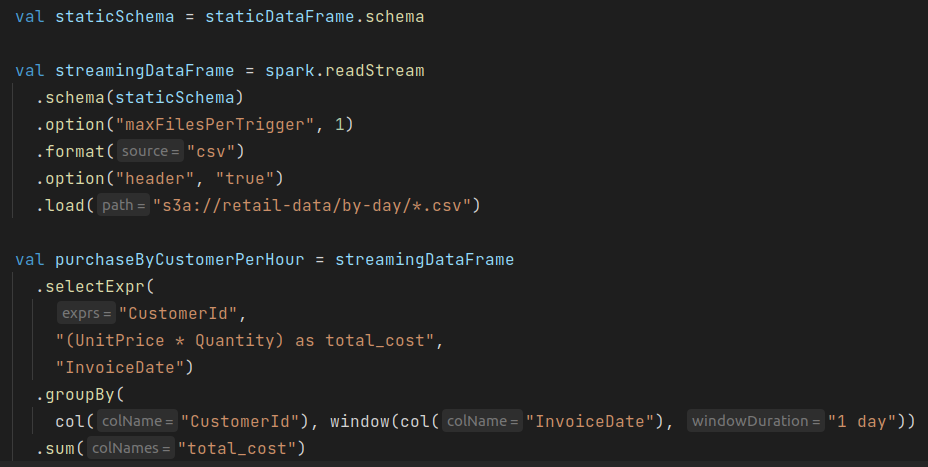 val staticSchema = staticDataFrame.schema
val streamingDataFrame = spark.readStream
.schema(staticSchema)
.option("maxFilesPerTrigger", 1)
.format( source = "csv")
.option("header", "true")
.load( path = "s3a://retail-data/by-day/*.csv")
val purchaseByCustomerPerHour = streamingDataFrame
.selectExpr(
exprs = "CustomerId",
"(UnitPrice * Quantity) as total_cost",
"InvoiceDate")
.groupBy(
col( colName = "CustomerId"), window(col( colName = "InvoiceDate"), windowDuration = "1 day"))
.sum( colNames = "total_cost")